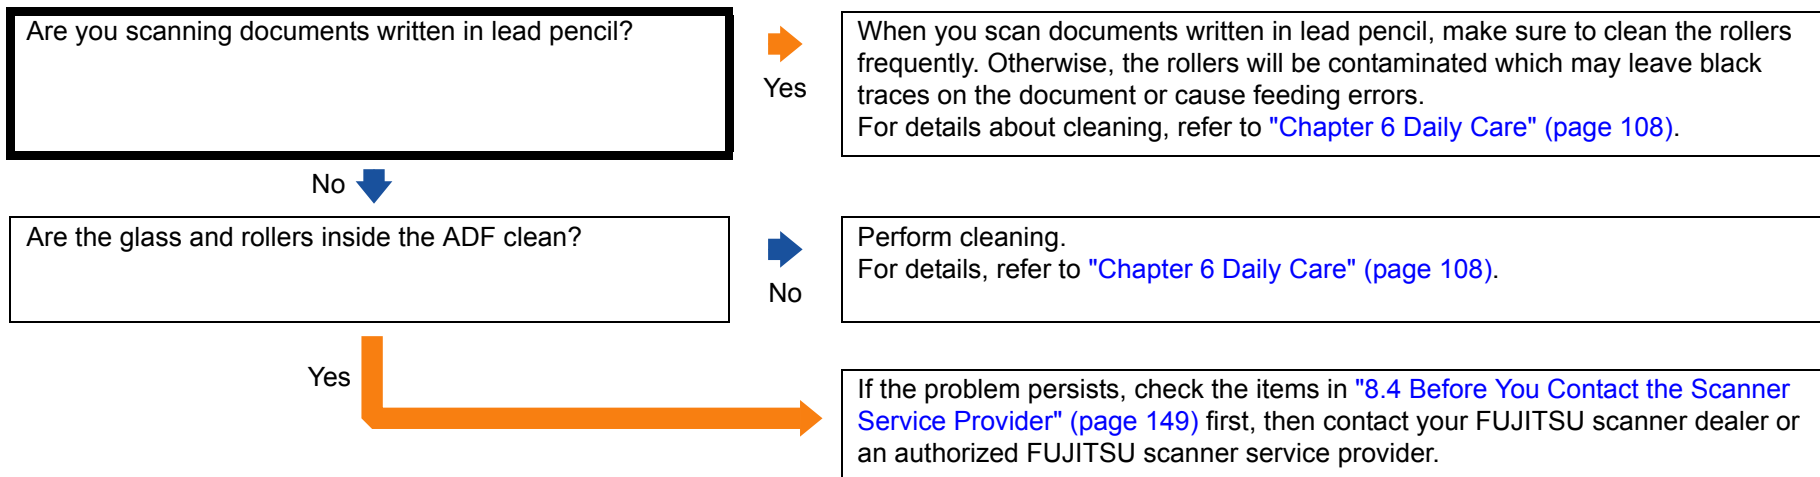 Are you scanning documents written in lead pencil?
Yes
When you scan documents written in lead pencil, make sure to clean the rollers
frequently. Otherwise, the rollers will be contaminated which may leave black
traces on the document or cause feeding errors.
For details about cleaning, refer to "Chapter 6 Daily Care" (page 108).
No
Are the glass and rollers inside the ADF clean?
No
Perform cleaning.
For details, refer to "Chapter 6 Daily Care" (page 108).
Yes
If the problem persists, check the items in "8.4 Before You Contact the Scanner
Service Provider" (page 149) first, then contact your FUJITSU scanner dealer or
an authorized FUJITSU scanner service provider.